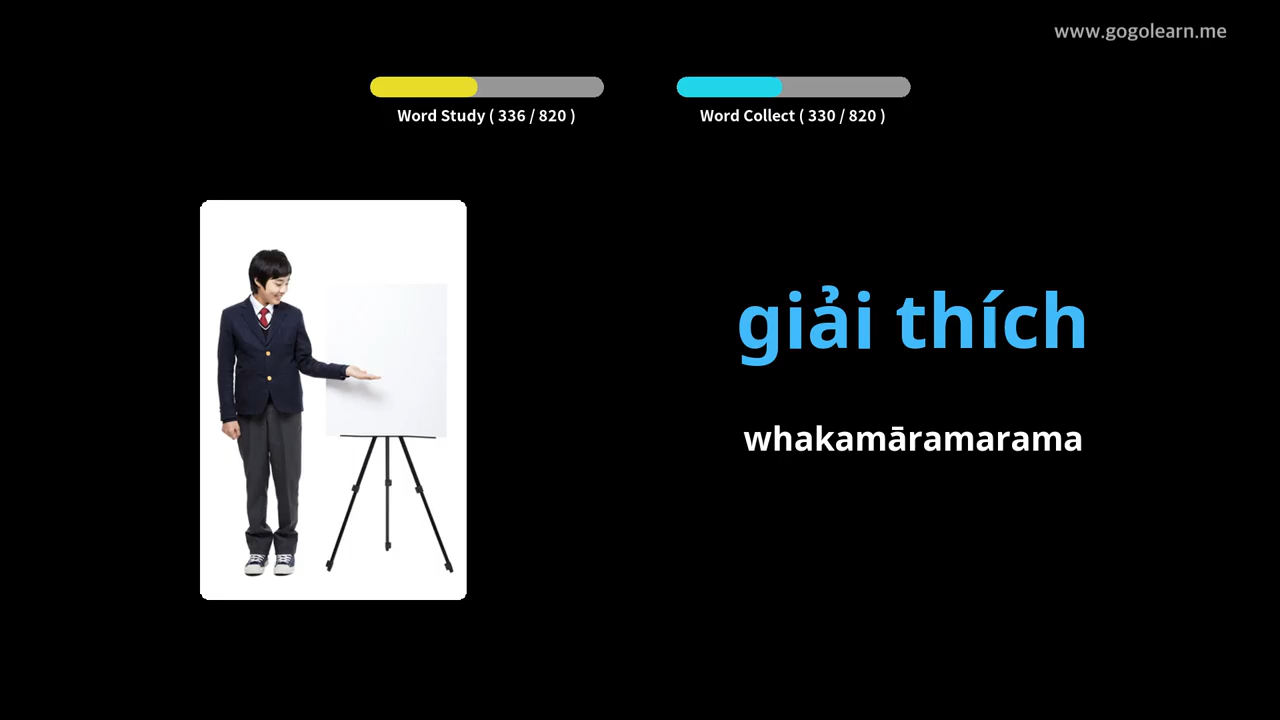 www.gogolearn.me
Word Study ( 336 / 820 )
Word Collect ( 330 / 820 )
giải thích
whakamāramarama